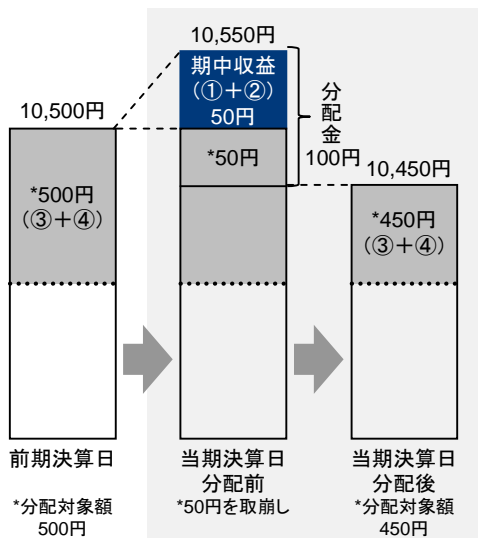 10,500円
*500円
（③＋④）
前期決算日
*分配対象額
500円
10,550円
期中収益
（①＋②）
50円
*50円
分配金
100円
当期決算日
分配前
*50円を取崩し
10,450円
*450円
（③＋④）
当期決算日
分配後
*分配対象額
450円